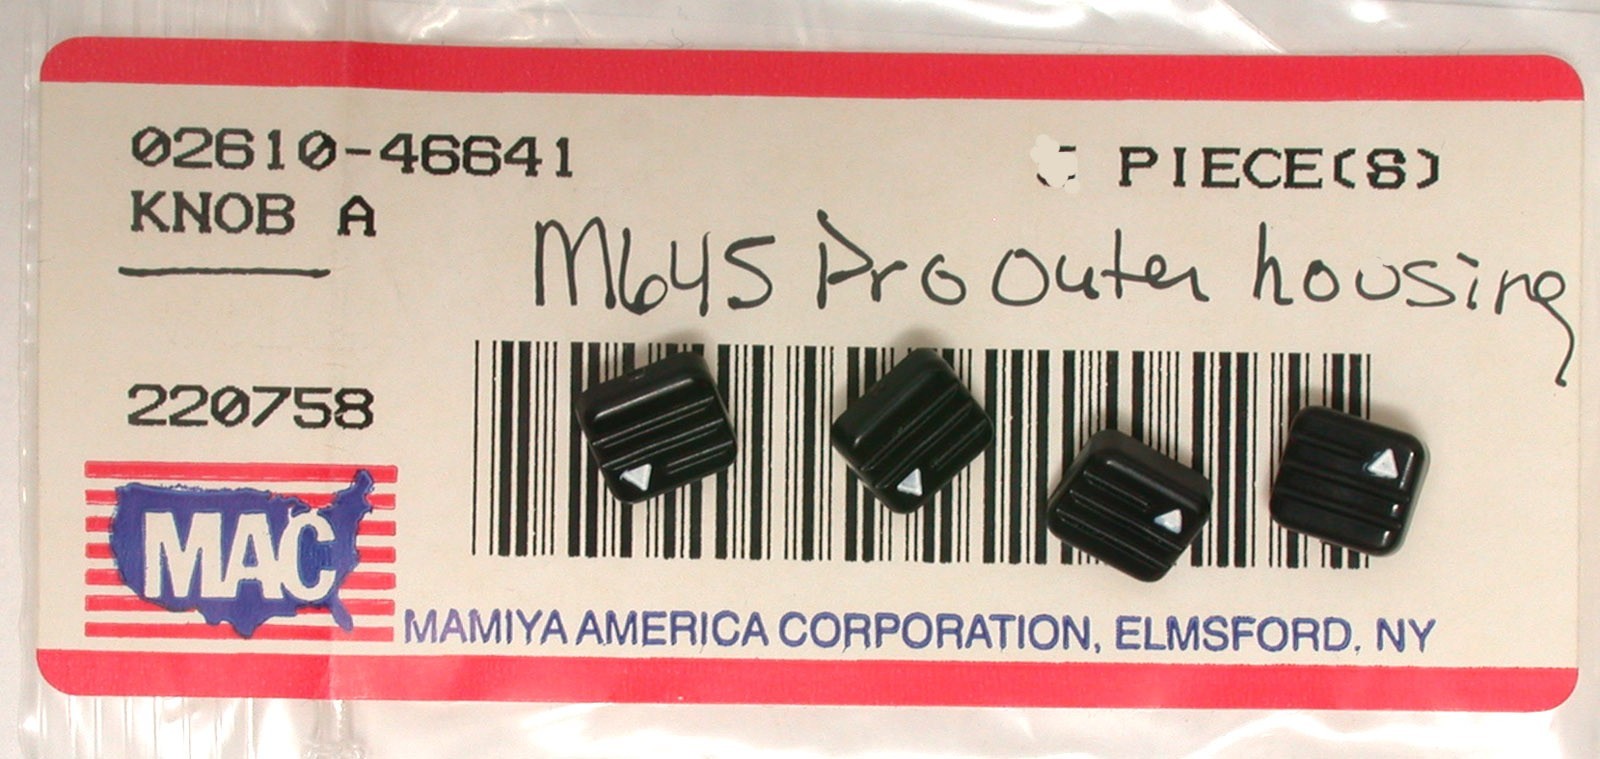 02610-46641
PIECE(S)
KNOB A
M645 Pro Outer housing
220758
MAC
MAMIYA AMERICA CORPORATION, ELMSFORD, NY